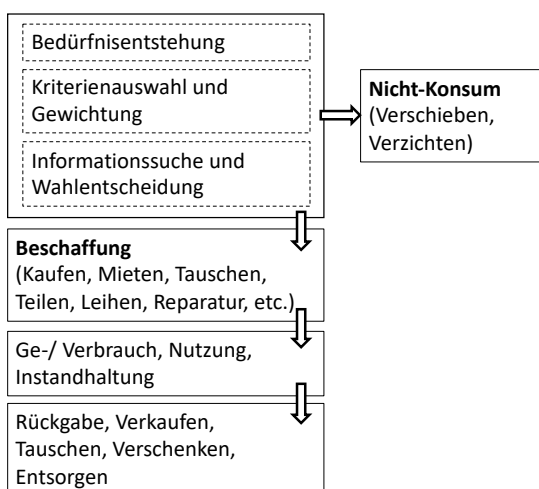 Bedürfnisentstehung
Kriterienauswahl und
Gewichtung
Informationssuche und
Wahlentscheidung
Nicht-Konsum
(Verschieben,
Verzichten)
Beschaffung
(Kaufen, Mieten, Tauschen,
Teilen, Leihen, Reparatur, etc.)
Ge-/ Verbrauch, Nutzung,
Instandhaltung
Rückgabe, Verkaufen,
Tauschen, Verschenken,
Entsorgen